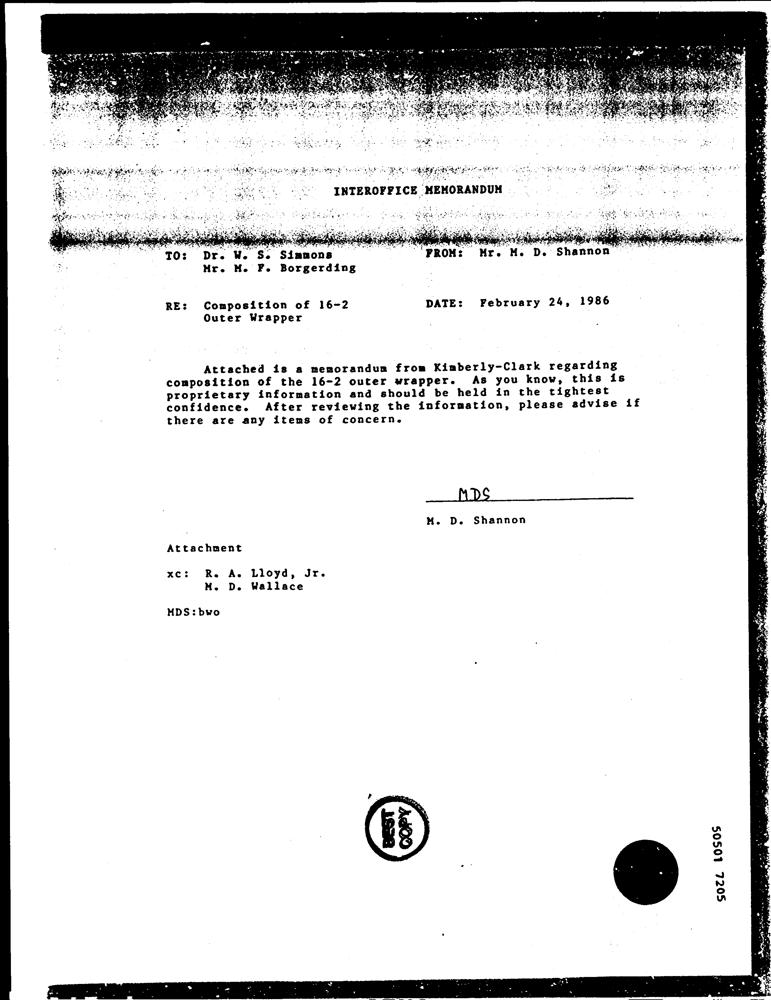 INTEROFFICE MEMORANDUM
TO: Dr. W. S. Simmons FROM: Mr. M. D. Shannon
Mr. M. F. Borgerding
RE: Composition of 16-2 DATE: February 24, 1986
Outer Wrapper
Attached is a memorandum from Kimberly-Clark regarding
composition of the 16-2 outer wrapper. As you know, this is
proprietary information and should be held in the tightest
confidence. After reviewing the information, please advise if
there are any items of concern.
MDS
M. D. Shannon
Attachment
xc: R. A. Lloyd, Jr.
M. D. Wallace
MDS:bwo
BEST
COPY
50501 7205